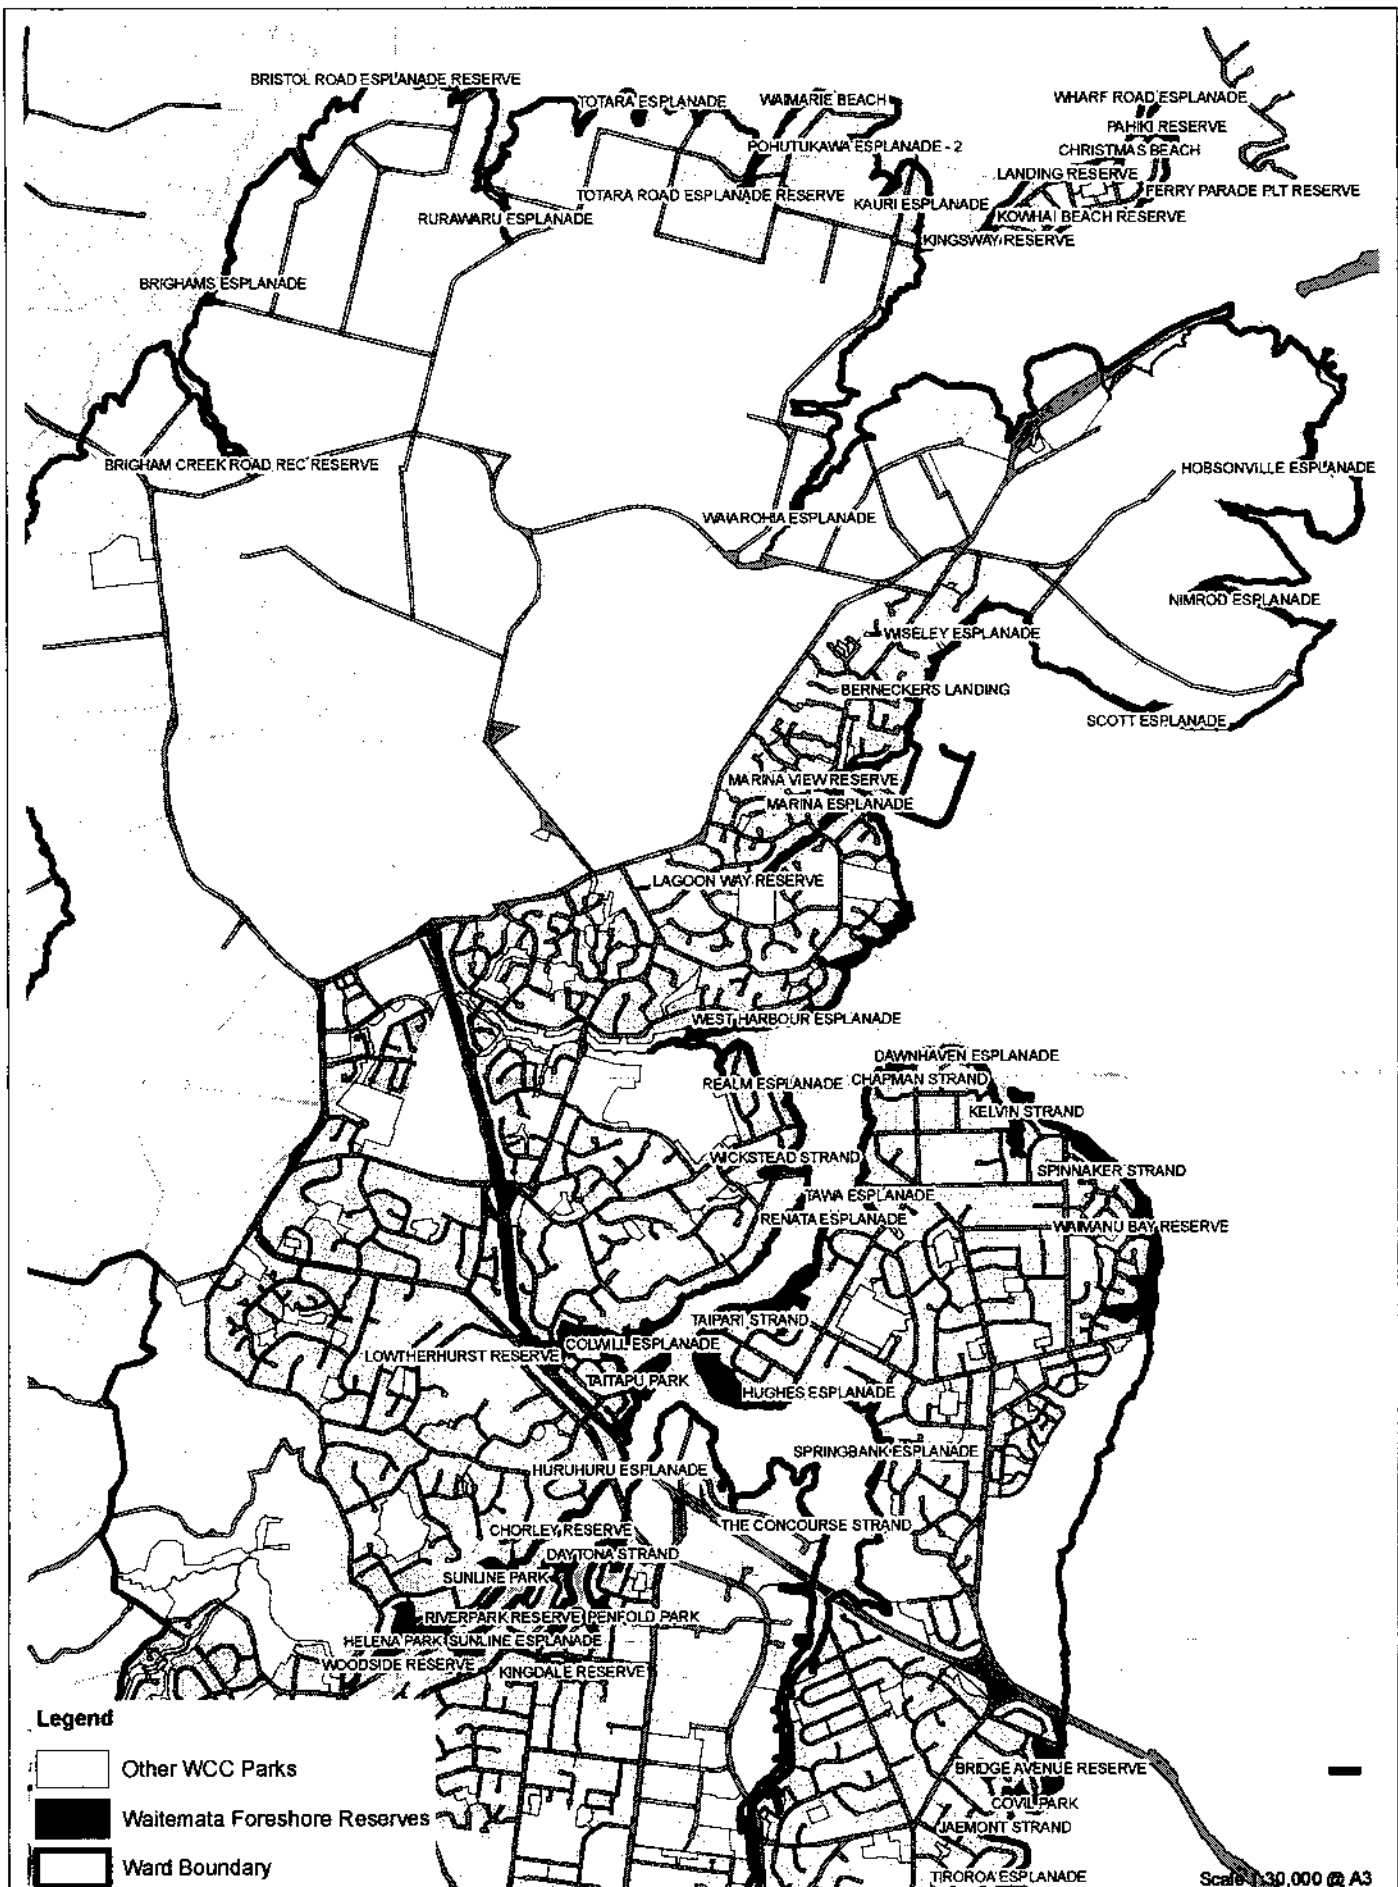 BRISTOL ROAD ESPLANADE RESERVE
TOTARA ESPLANADE
WAIMARIE BEACH
WHARF ROAD ESPLANADE
PAHIKI RESERVE
POHUTUKAWA ESPLANADE - 2
CHRISTMAS BEACH
LANDING RESERVE
FERRY PARADE PLT RESERVE
TOTARA ROAD ESPLANADE RESERVE
KAURI ESPLANADE
KOWHAI BEACH RESERVE
RURAWARU ESPLANADE
KINGSWAY RESERVE
BRIGHAMS ESPLANADE
BRIGHAM CREEK ROAD REC RESERVE
HOBSONVILLE ESPLANADE
WAIAROHIA ESPLANADE
NIMROD ESPLANADE
WISELEY ESPLANADE
BERNECKERS LANDING
SCOTT ESPLANADE
MARINA VIEW RESERVE
MARINA ESPLANADE
LAGOON WAY RESERVE
WEST HARBOUR ESPLANADE
DAWNHAVEN ESPLANADE
REALM ESPLANADE
CHAPMAN STRAND
KELVIN STRAND
WICKSTEAD STRAND
SPINNAKER STRAND
TAWA ESPLANADE
RENATA ESPLANADE
WAIMANU BAY RESERVE
TAIPARI STRAND
COLWILL ESPLANADE
LOWTHERHURST RESERVE
TAITAPU PARK
HUGHES ESPLANADE
SPRINGBANK ESPLANADE
HURUHURU ESPLANADE
THE CONCOURSE STRAND
CHORLEY RESERVE
DAYTONA STRAND
SUNLINE PARK
RIVERPARK RESERVE
PENFOLD PARK
HELENA PARK
SUNLINE ESPLANADE
WOODSIDE RESERVE
KINGDALE RESERVE
Legend
Other WCC Parks
Waitemata Foreshore Reserves
Ward Boundary
BRIDGE AVENUE RESERVE
COVIL PARK
JAEMONT STRAND
TIROROA ESPLANADE
Scale 1:30,000 @ A3